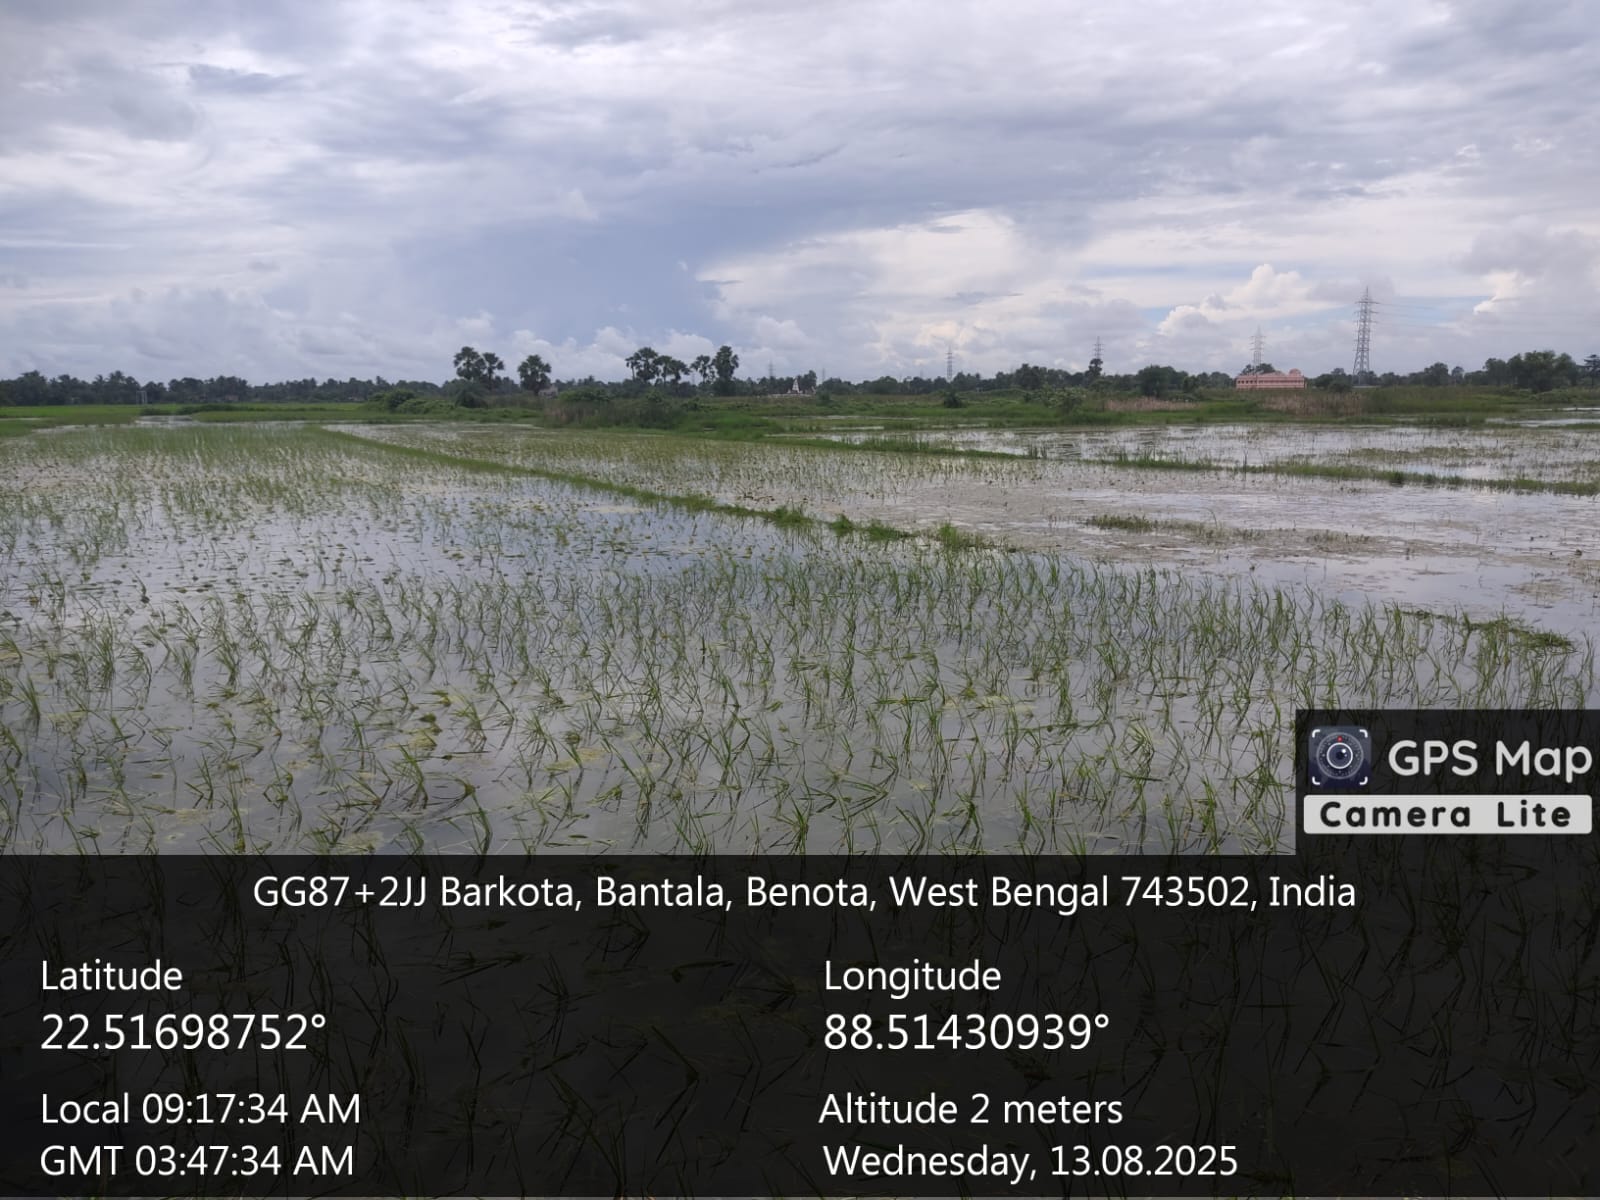 GPS Map
Camera Lite
GG87+2JJ Barkota, Bantala, Benota, West Bengal 743502, India
Latitude
22.51698752°
Longitude
88.51430939°
Local 09:17:34 AM
GMT 03:47:34 AM
Altitude 2 meters
Wednesday, 13.08.2025